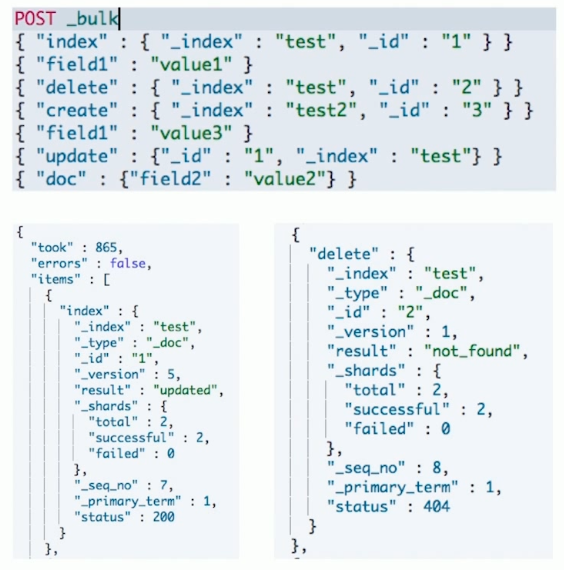 POST _bulk
{ "index" : { "_index" : "test", "_id" : "1" } }
{ "field1" : "value1" }
{ "delete" : { "_index" : "test", "_id" : "2" } }
{ "create" : { "_index" : "test2", "_id" : "3" } }
{ "field1" : "value3" }
{ "update" : {"_id" : "1", "_index" : "test"} }
{ "doc" : {"field2" : "value2"} }
{
"took" : 865,
"errors" : false,
"items" : [
{
"index" : {
"_index" : "test",
"_type" : "_doc",
"_id" : "1",
"_version" : 5,
"result" : "updated",
"_shards" : {
"total" : 2,
"successful" : 2,
"failed" : 0
},
"_seq_no" : 7,
"_primary_term" : 1,
"status" : 200
}
},
{
"delete" : {
"_index" : "test",
"_type" : "_doc",
"_id" : "2",
"_version" : 1,
"result" : "not_found",
"_shards" : {
"total" : 2,
"successful" : 2,
"failed" : 0
},
"_seq_no" : 8,
"_primary_term" : 1,
"status" : 404
}
},